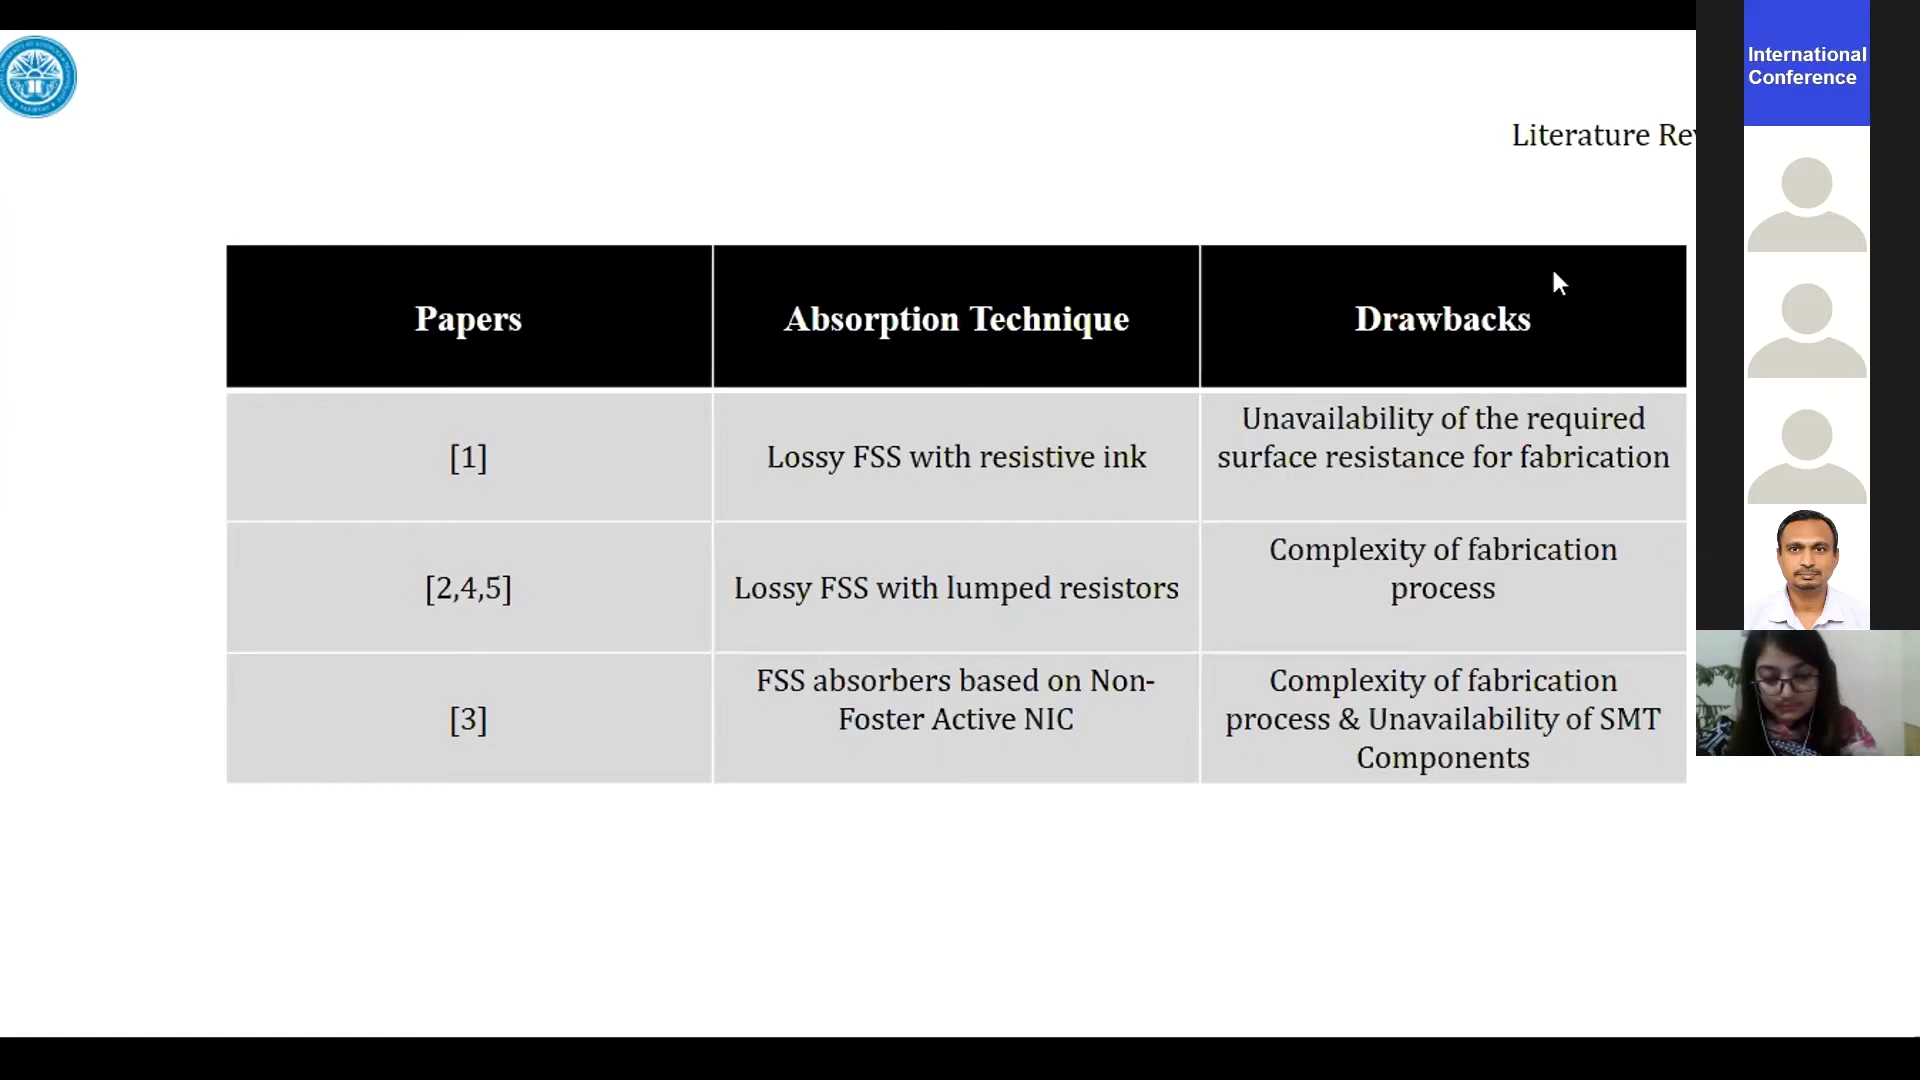 International
Conference
Literature Rev
Papers
Absorption Technique
Drawbacks
[1]
Lossy FSS with resistive ink
Unavailability of the required
surface resistance for fabrication
[2,4,5]
Lossy FSS with lumped resistors
Complexity of fabrication
process
[3]
FSS absorbers based on Non-
Foster Active NIC
Complexity of fabrication
process & Unavailability of SMT
Components